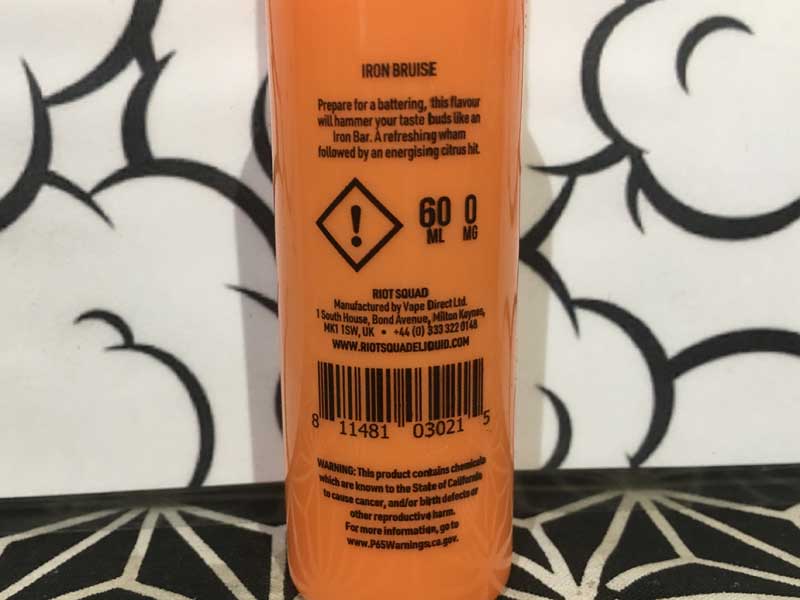 IRON BRUISE
Prepare for a battering, this flavour
will hammer your taste buds like an
Iron Bar. A refreshing wham
followed by an energising citrus hit.
60 0
ML MG
RIOT SQUAD
Manufactured by Vape Direct Ltd.
1 South House, Bond Avenue, Milton Keynes,
MK1 1SW, UK • +44 (0) 333 322 0148
WWW.RIOTSQUADELIQUID.COM
8 11481 03021 5
WARNING: This product contains chemicals
which are known to the State of California
to cause cancer, and/or birth defects or
other reproductive harm.
For more information, go to
www.P65Warnings.ca.gov.